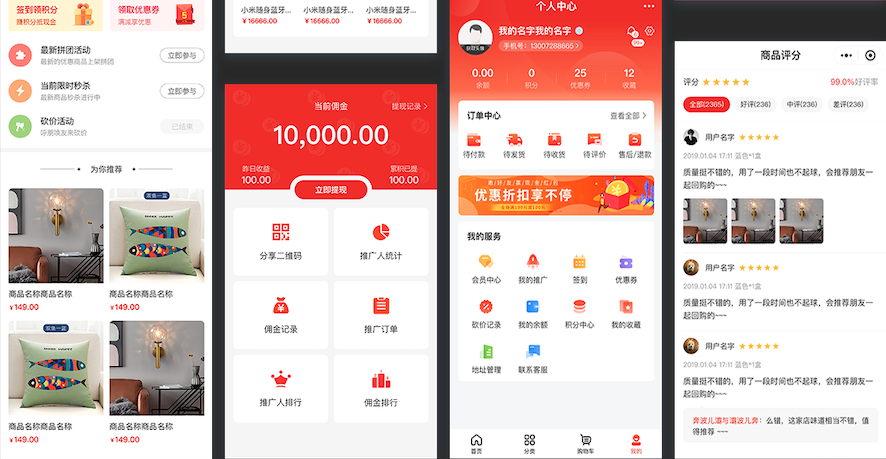 签到领积分
赚积分抵现金
领取优惠券
满减享优惠
最新拼团活动
最新的优惠商品上架拼团
立即参与
当前限时秒杀
最新商品秒杀进行中
立即参与
砍价活动
呼朋唤友来砍价
已结束
为你推荐
商品名称商品名称
¥149.00
商品名称商品名称
¥149.00
商品名称商品名称
¥149.00
商品名称商品名称
¥149.00
小米随身蓝牙...
¥16666.00
小米随身蓝牙...
¥16666.00
小米随身蓝牙...
¥16666.00
当前佣金
提现记录
10,000.00
昨日收益
100.00
累积已提
100.00
立即提现
分享二维码
推广人统计
佣金记录
推广订单
推广人排行
佣金排行
个人中心
获取头像
我的名字我的名字
手机号：13007288665
99+
0.00
余额
0
积分
25
优惠券
12
收藏
订单中心
查看全部
待付款
待发货
待收货
待评价
售后/退款
优惠折扣享不停
我的服务
会员中心
我的推广
签到
优惠券
砍价记录
我的余额
积分中心
我的收藏
地址管理
联系客服
首页
分类
购物车
我的
商品评分
评分
99.0%好评率
全部(2365)
好评(236)
中评(236)
差评(236)
用户名字
2019.01.04 17:11 蓝色*1盒
质量挺不错的，用了一段时间也不起球，会推荐朋友一
起回购的~~~
用户名字
2019.01.04 17:11 蓝色*1盒
质量挺不错的，用了一段时间也不起球，会推荐朋友一
起回购的~~~
用户名字
2019.01.04 17:11 蓝色*1盒
质量挺不错的，用了一段时间也不起球，会推荐朋友一
起回购的~~~
奔波儿灞与灞波儿奔：么错，这家店味道相当不错，值
得推荐 ~~~